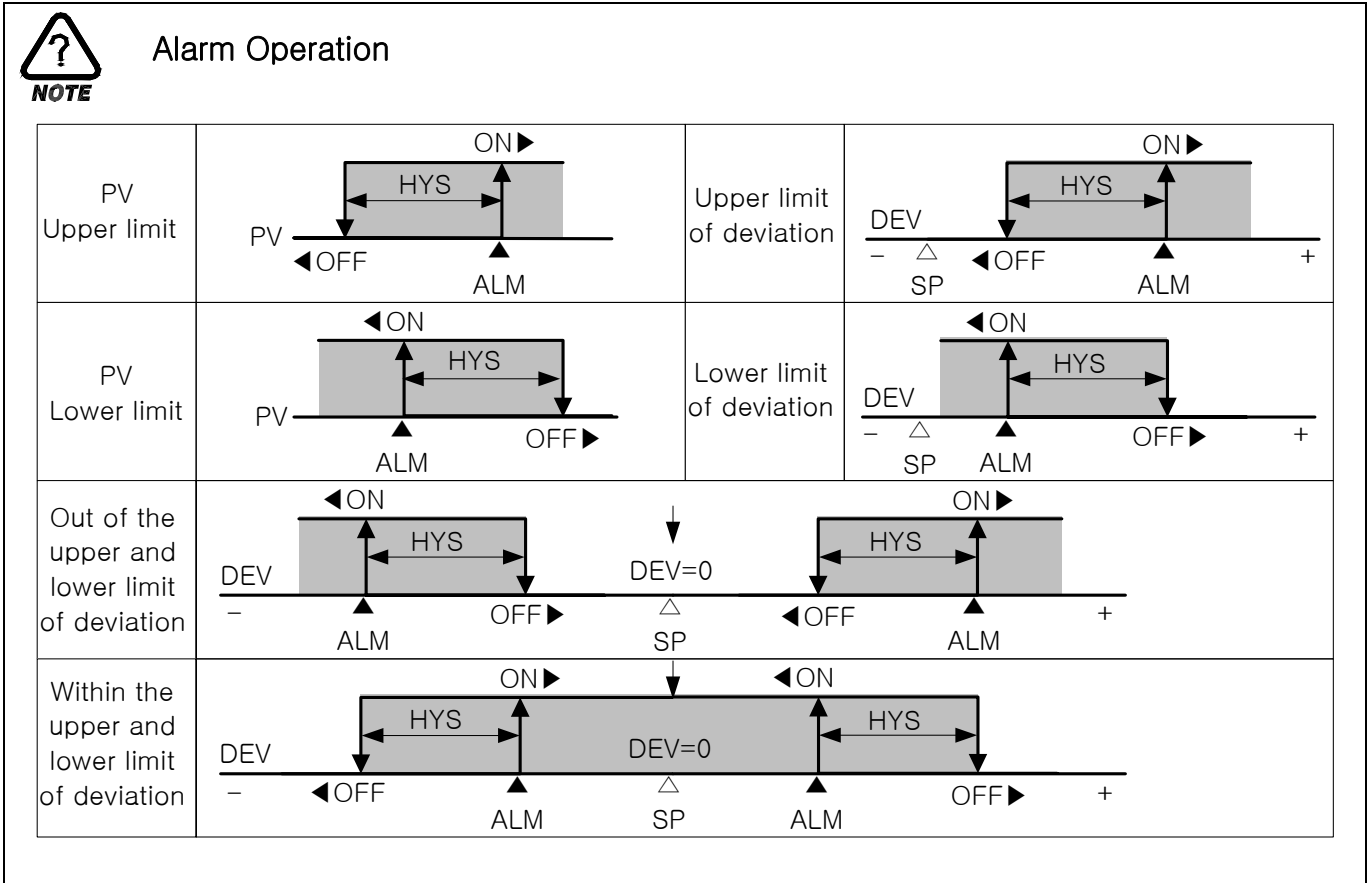 ?
NOTE
Alarm Operation
PV
Upper limit
ON▶
HYS
PV
◀OFF
ALM
Upper limit
of deviation
ON▶
HYS
DEV
− △ ◀OFF +
SP ALM
PV
Lower limit
◀ON
HYS
PV
OFF▶
ALM
Lower limit
of deviation
◀ON
HYS
DEV
− △ OFF▶ +
SP ALM
Out of the
upper and
lower limit
of deviation
◀ON ON▶
HYS HYS
DEV DEV=0
− OFF▶ △ ◀OFF +
ALM SP ALM
Within the
upper and
lower limit
of deviation
ON▶ ◀ON
HYS HYS
DEV DEV=0
− ◀OFF △ OFF▶ +
ALM SP ALM